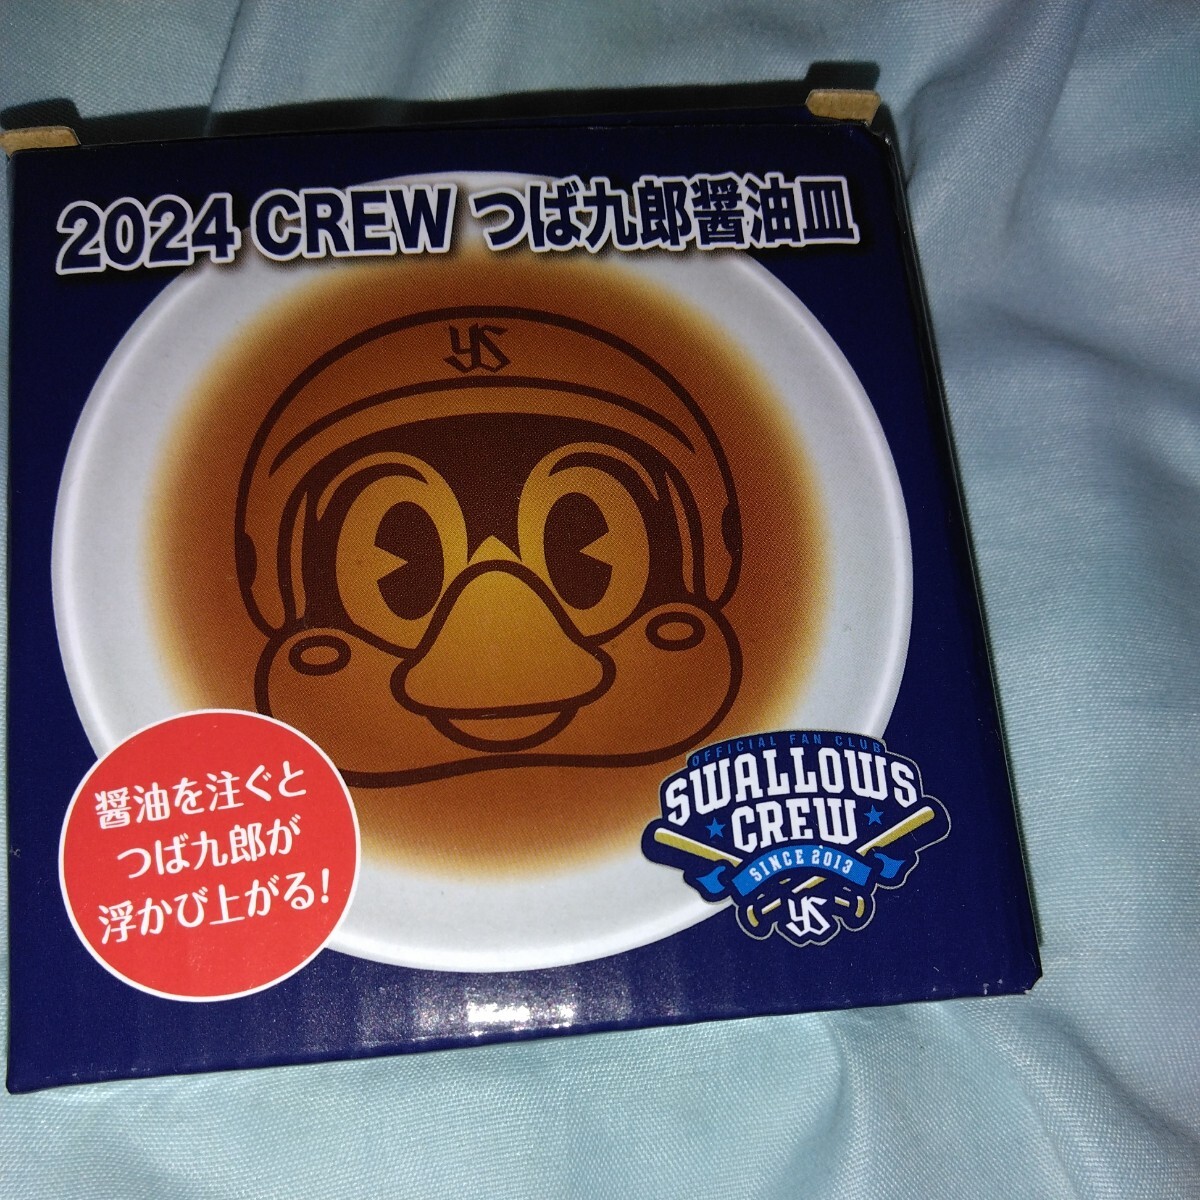 2024 CREW つば九郎醤油皿
YS
醤油を注ぐと
つば九郎が
浮かび上がる!
OFFICIAL FAN CLUB
SWALLOWS
CREW
SINCE 2013
YS